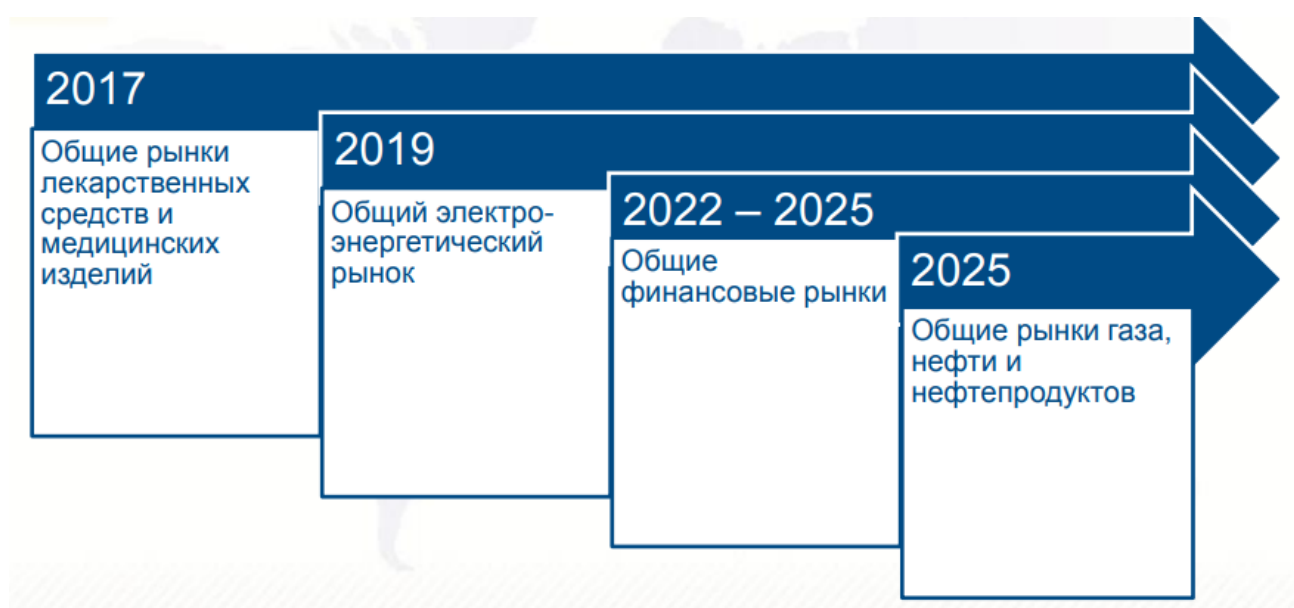 2017
Общие рынки
лекарственных
средств и
медицинских
изделий
2019
Общий электро-
энергетический
рынок
2022 – 2025
Общие
финансовые рынки
2025
Общие рынки газа,
нефти и
нефтепродуктов